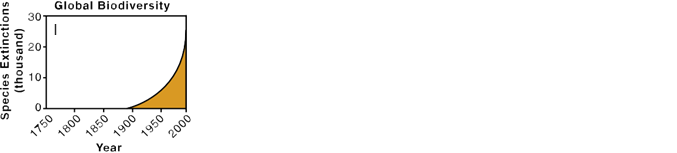 Global Biodiversity
Species Extinctions
(thousand)
30
20
10
0
I
1750
1800
1850
1900
1950
2000
Year